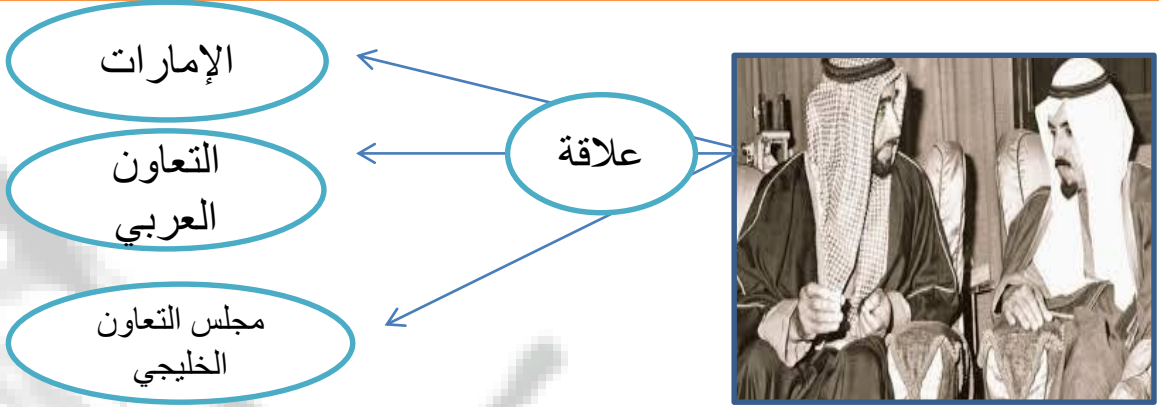 الإمارات
علاقة
التعاون
العربي
مجلس التعاون
الخليجي